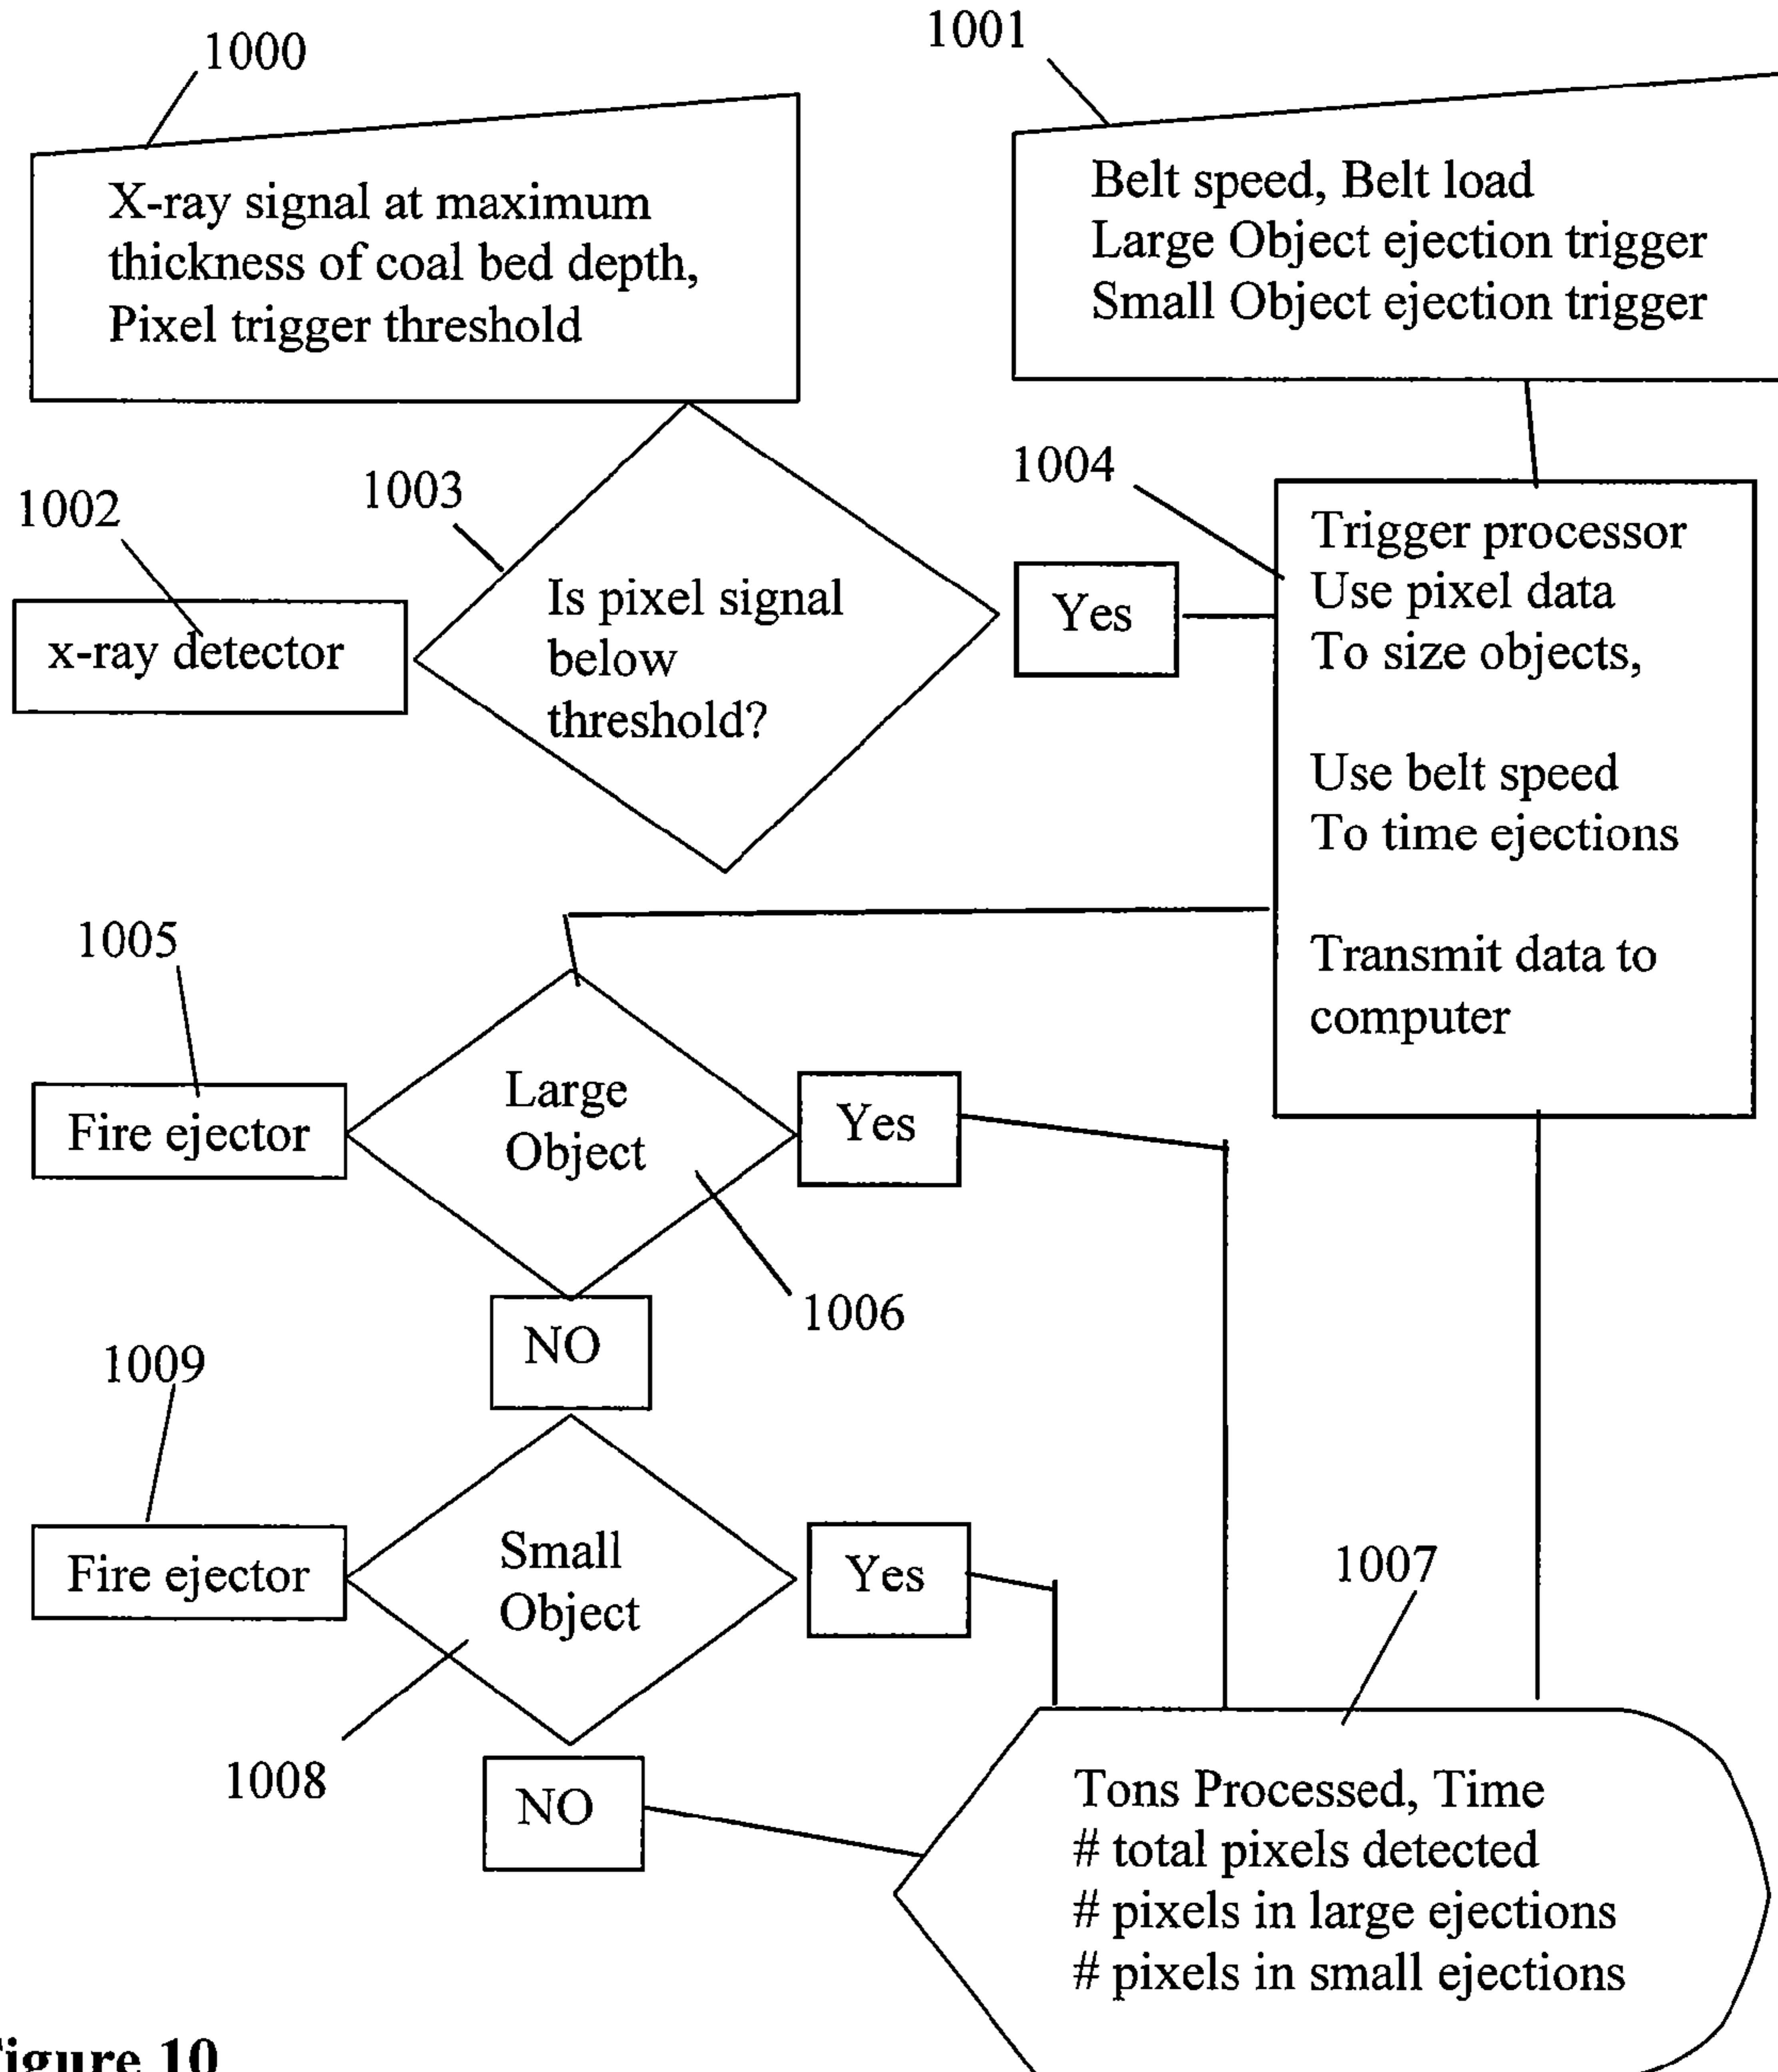 1000
1001
X-ray signal at maximum
thickness of coal bed depth,
Pixel trigger threshold
Belt speed, Belt load
Large Object ejection trigger
Small Object ejection trigger
1002
1003
1004
x-ray detector
Is pixel signal
below
threshold?
Yes
Trigger processor
Use pixel data
To size objects,
Use belt speed
To time ejections
Transmit data to
computer
1005
Fire ejector
Large
Object
Yes
1006
NO
1009
Fire ejector
Small
Object
Yes
1007
1008
NO
Tons Processed, Time
# total pixels detected
# pixels in large ejections
# pixels in small ejections
igure 10